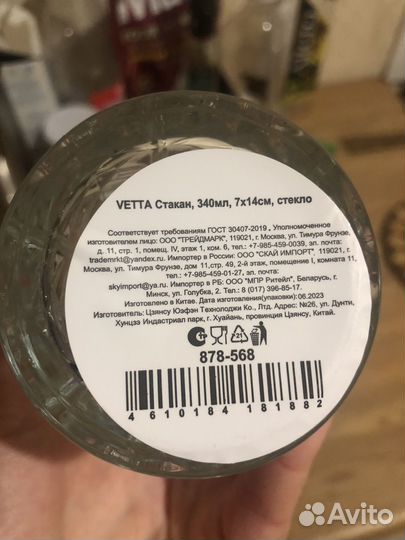 VETTA Стакан, 340мл, 7х14см, стекло
Соответствует требованиям ГОСТ 30407-2019 , Уполномоченное
изготовителем лицо: ООО "ТРЕЙДМАРК", 119021, г. Москва, ул. Тимура Фрунзе,
д. 11, стр. 1, помещ. IV, этаж 1, ком. 6, тел.: +7-985-459-0039, эл. почта:
trademrkt@yandex.ru. Импортер в России: ООО "СКАЙ ИМПОРТ", 119021, г.
Москва, ул. Тимура Фрунзе, дом 11,стр. 49, 2-й этаж, помещение I, комната 11,
тел.: +7-985-459-01-27, эл. почта:
skyimport@ya.ru. Импортер в РБ: ООО "МПР Ритейл", Беларусь, г.
Минск, ул. Голубка, 2. Тел.: 8 (017) 396-85-17.
Изготовлено в Китае. Дата изготовления(упаковки): 06.2023
Изготовитель: Цзянсу Юэфэн Технолоджи Ко., Лтд. Адрес: №26, ул. Дунти,
Хунцзэ Индастриал парк, г. Хуайань, провинция Цзянсу, Китай.
21
878-568
4 610184 181882
Avito